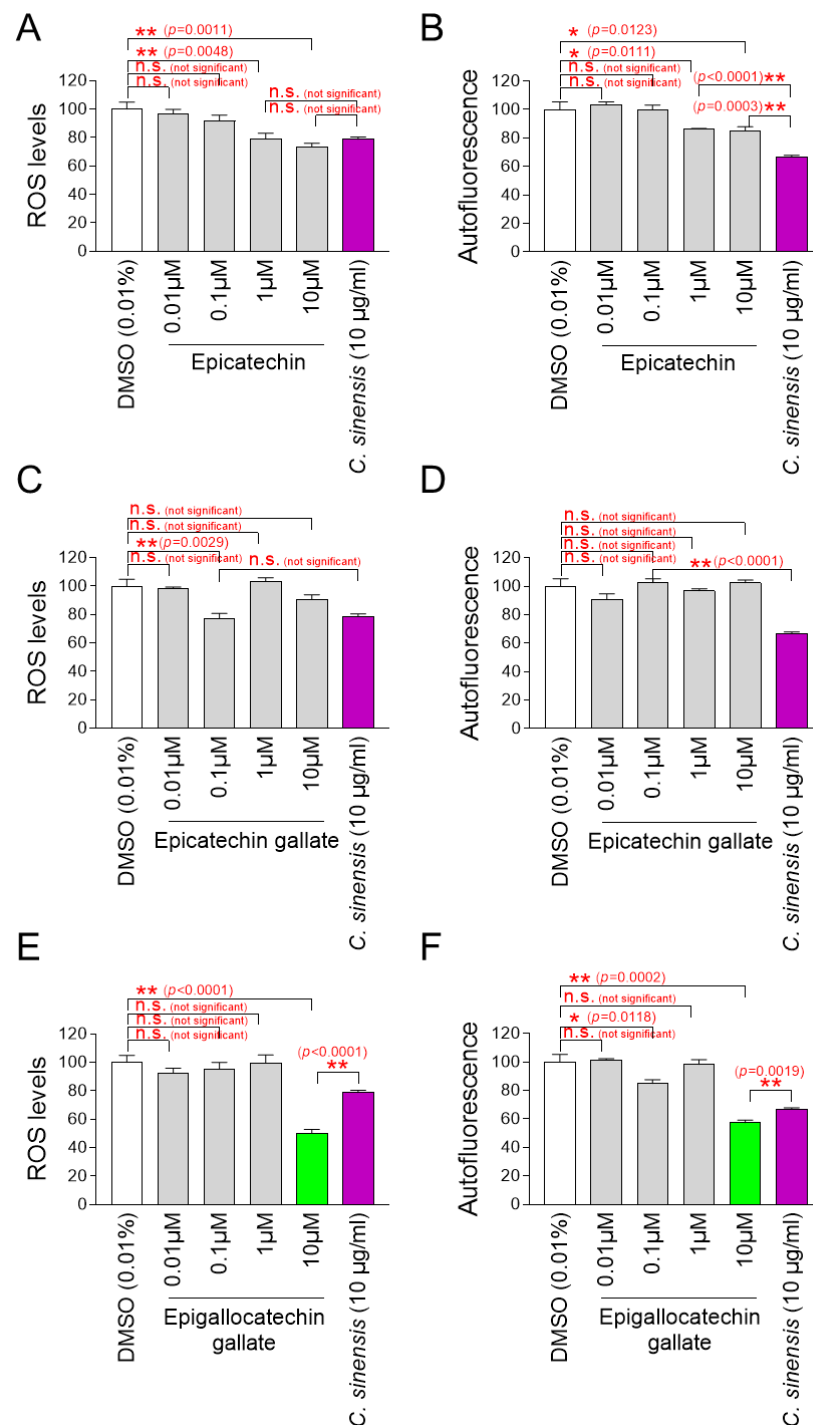 A
** (p=0.0011)
** (p=0.0048)
n.s. (not significant)
n.s. (not significant)
n.s. (not significant)
n.s. (not significant)
ROS levels
120
100
80
60
40
20
0
DMSO (0.01%)
0.01µM
0.1µM
1µM
10µM
C. sinensis (10 µg/ml)
Epicatechin
B
* (p=0.0123)
* (p=0.0111)
n.s. (not significant)
n.s. (not significant)
(p<0.0001)**
(p=0.0003)**
Autofluorescence
120
100
80
60
40
20
0
DMSO (0.01%)
0.01µM
0.1µM
1µM
10µM
C. sinensis (10 µg/ml)
Epicatechin
C
n.s. (not significant)
n.s. (not significant)
**(p=0.0029)
n.s. (not significant)
n.s. (not significant)
ROS levels
120
100
80
60
40
20
0
DMSO (0.01%)
0.01µM
0.1µM
1µM
10µM
C. sinensis (10 µg/ml)
Epicatechin gallate
D
n.s. (not significant)
n.s. (not significant)
n.s. (not significant)
n.s. (not significant)
** (p<0.0001)
Autofluorescence
120
100
80
60
40
20
0
DMSO (0.01%)
0.01µM
0.1µM
1µM
10µM
C. sinensis (10 µg/ml)
Epicatechin gallate
E
** (p<0.0001)
n.s. (not significant)
n.s. (not significant)
n.s. (not significant)
(p<0.0001)
**
ROS levels
120
100
80
60
40
20
0
DMSO (0.01%)
0.01µM
0.1µM
1µM
10µM
C. sinensis (10 µg/ml)
Epigallocatechin
gallate
F
** (p=0.0002)
n.s. (not significant)
* (p=0.0118)
n.s. (not significant)
(p=0.0019)
**
Autofluorescence
120
100
80
60
40
20
0
DMSO (0.01%)
0.01µM
0.1µM
1µM
10µM
C. sinensis (10 µg/ml)
Epigallocatechin
gallate